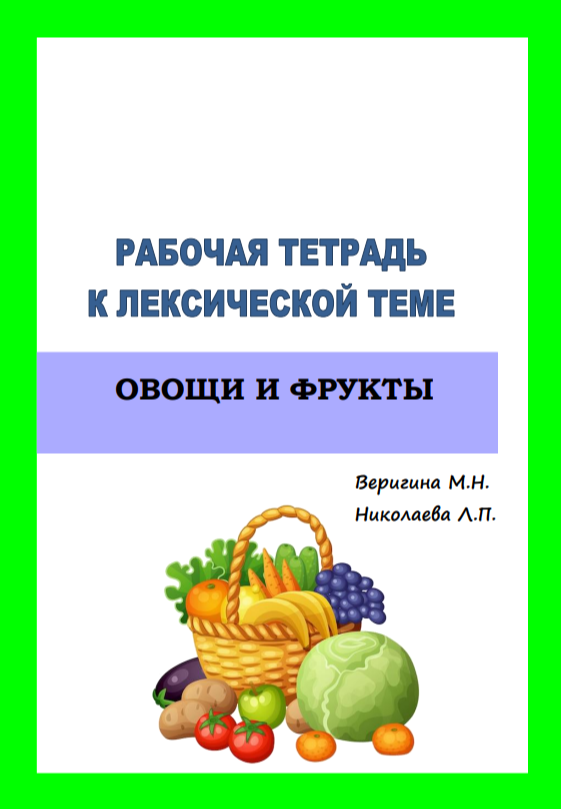 РАБОЧАЯ ТЕТРАДЬ
К ЛЕКСИЧЕСКОЙ ТЕМЕ
ОВОЩИ И ФРУКТЫ
Веригина М.Н.
Николаева Л.П.